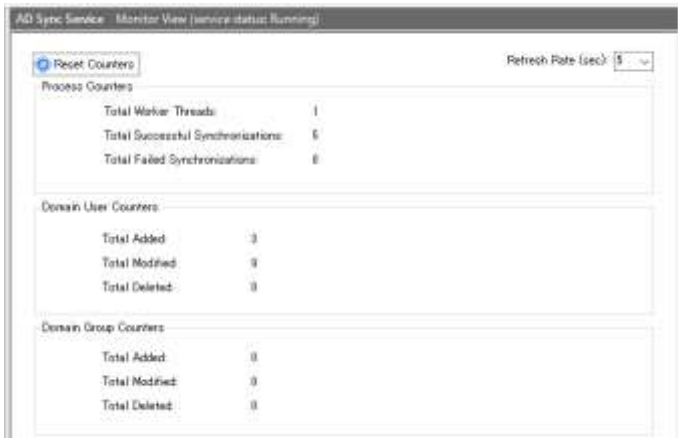 AD Sync Service Monitor View (service status: Running)
Reset Counters
Refresh Rate (sec): 5
Process Counters
Total Worker Threads: 1
Total Successful Synchronizations:
Total Failed Synchronizations: 0
Domain User Counters
Total Added: 3
Total Modified:
Total Deleted: 0
Domain Group Counters
Total Added: 0
Total Modified: 0
Total Deleted: 0